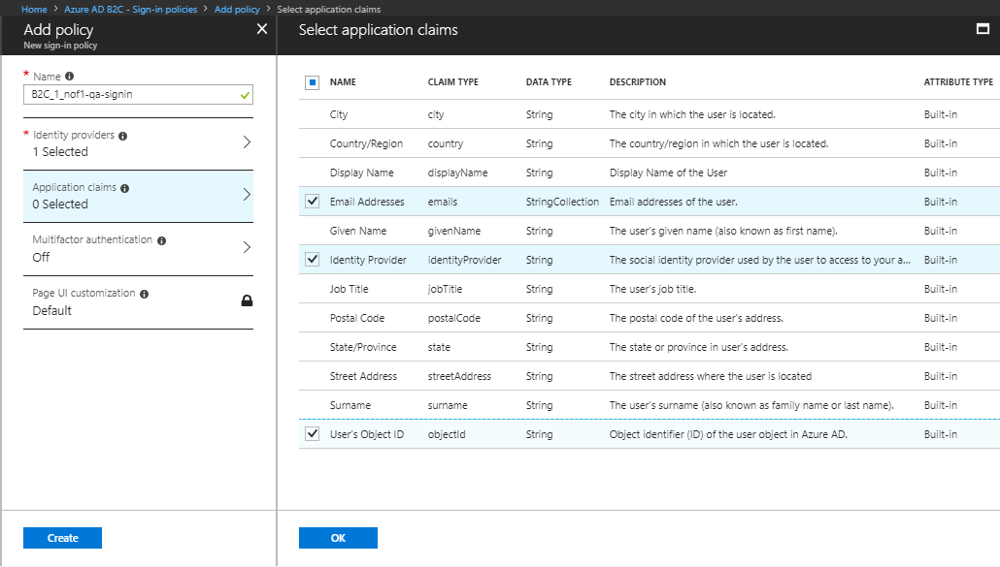 Home > Azure AD B2C - Sign-in policies > Add policy > Select application claims
Add policy
New sign-in policy
* Name
B2C_1_nof1-qa-signin
* Identity providers
1 Selected
Application claims
0 Selected
Multifactor authentication
Off
Page UI customization
Default
Create
Select application claims
NAME CLAIM TYPE DATA TYPE DESCRIPTION ATTRIBUTE TYPE
City city String The city in which the user is located. Built-in
Country/Region country String The country/region in which the user is located. Built-in
Display Name displayName String Display Name of the User Built-in
Email Addresses emails StringCollection Email addresses of the user. Built-in
Given Name givenName String The user's given name (also known as first name). Built-in
Identity Provider identityProvider String The social identity provider used by the user to access to your a... Built-in
Job Title jobTitle String The user's job title. Built-in
Postal Code postalCode String The postal code of the user's address. Built-in
State/Province state String The state or province in user's address. Built-in
Street Address streetAddress String The street address where the user is located Built-in
Surname surname String The user's surname (also known as family name or last name). Built-in
User's Object ID objectId String Object identifier (ID) of the user object in Azure AD. Built-in
OK